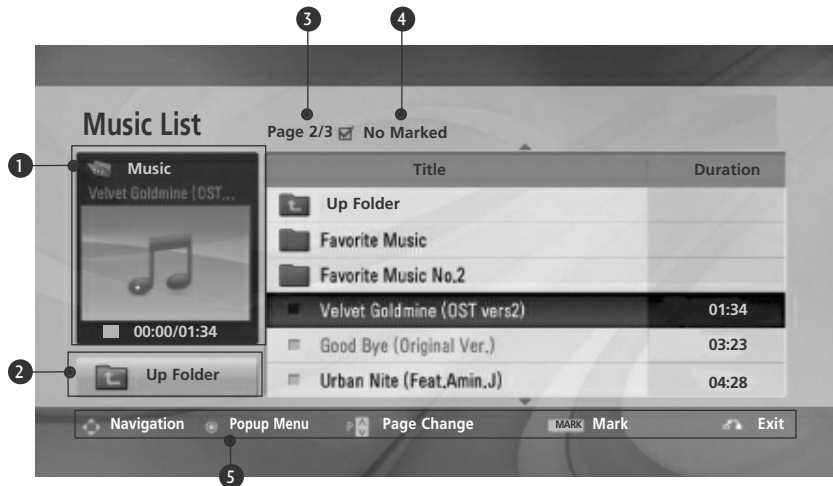 3 4
Music List
Page 2/3 No Marked
1
Music
Velvet Goldmine (OST...
00:00/01:34
2
Up Folder
Title Duration
Up Folder
Favorite Music
Favorite Music No.2
Velvet Goldmine (OST vers2) 01:34
Good Bye (Original Ver.) 03:23
Urban Nite (Feat.Amin.J) 04:28
Navigation Popup Menu P Page Change MARK Mark Exit
5